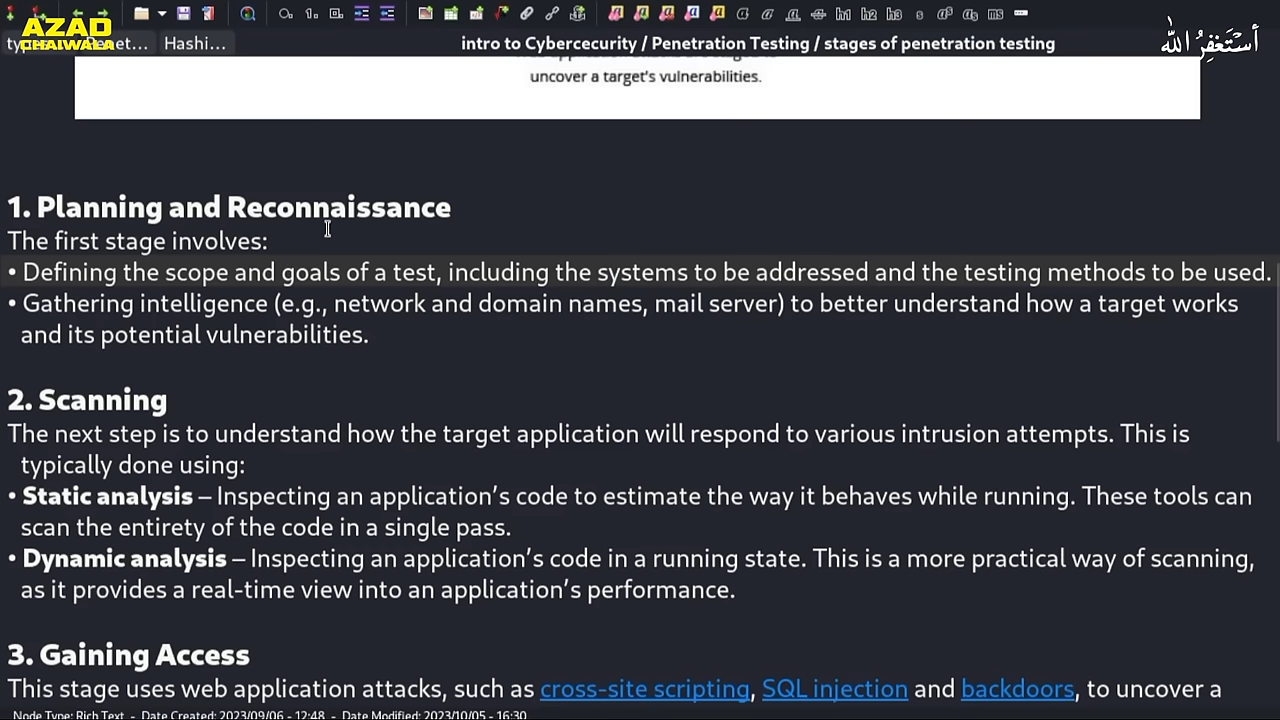 AZAD
CHAIWALA
Hashi...
intro to Cybercecurity / Penetration Testing / stages of penetration testing
أستغفر الله
uncover a target's vulnerabilities.
1. Planning and Reconnaissance
The first stage involves:
• Defining the scope and goals of a test, including the systems to be addressed and the testing methods to be used.
• Gathering intelligence (e.g., network and domain names, mail server) to better understand how a target works
and its potential vulnerabilities.
2. Scanning
The next step is to understand how the target application will respond to various intrusion attempts. This is
typically done using:
• Static analysis – Inspecting an application’s code to estimate the way it behaves while running. These tools can
scan the entirety of the code in a single pass.
• Dynamic analysis – Inspecting an application’s code in a running state. This is a more practical way of scanning,
as it provides a real-time view into an application’s performance.
3. Gaining Access
This stage uses web application attacks, such as cross-site scripting, SQL injection and backdoors, to uncover a
Node Type: Rich Text - Date Created: 2023/09/06 - 12:48 - Date Modified: 2023/10/05 - 16:30